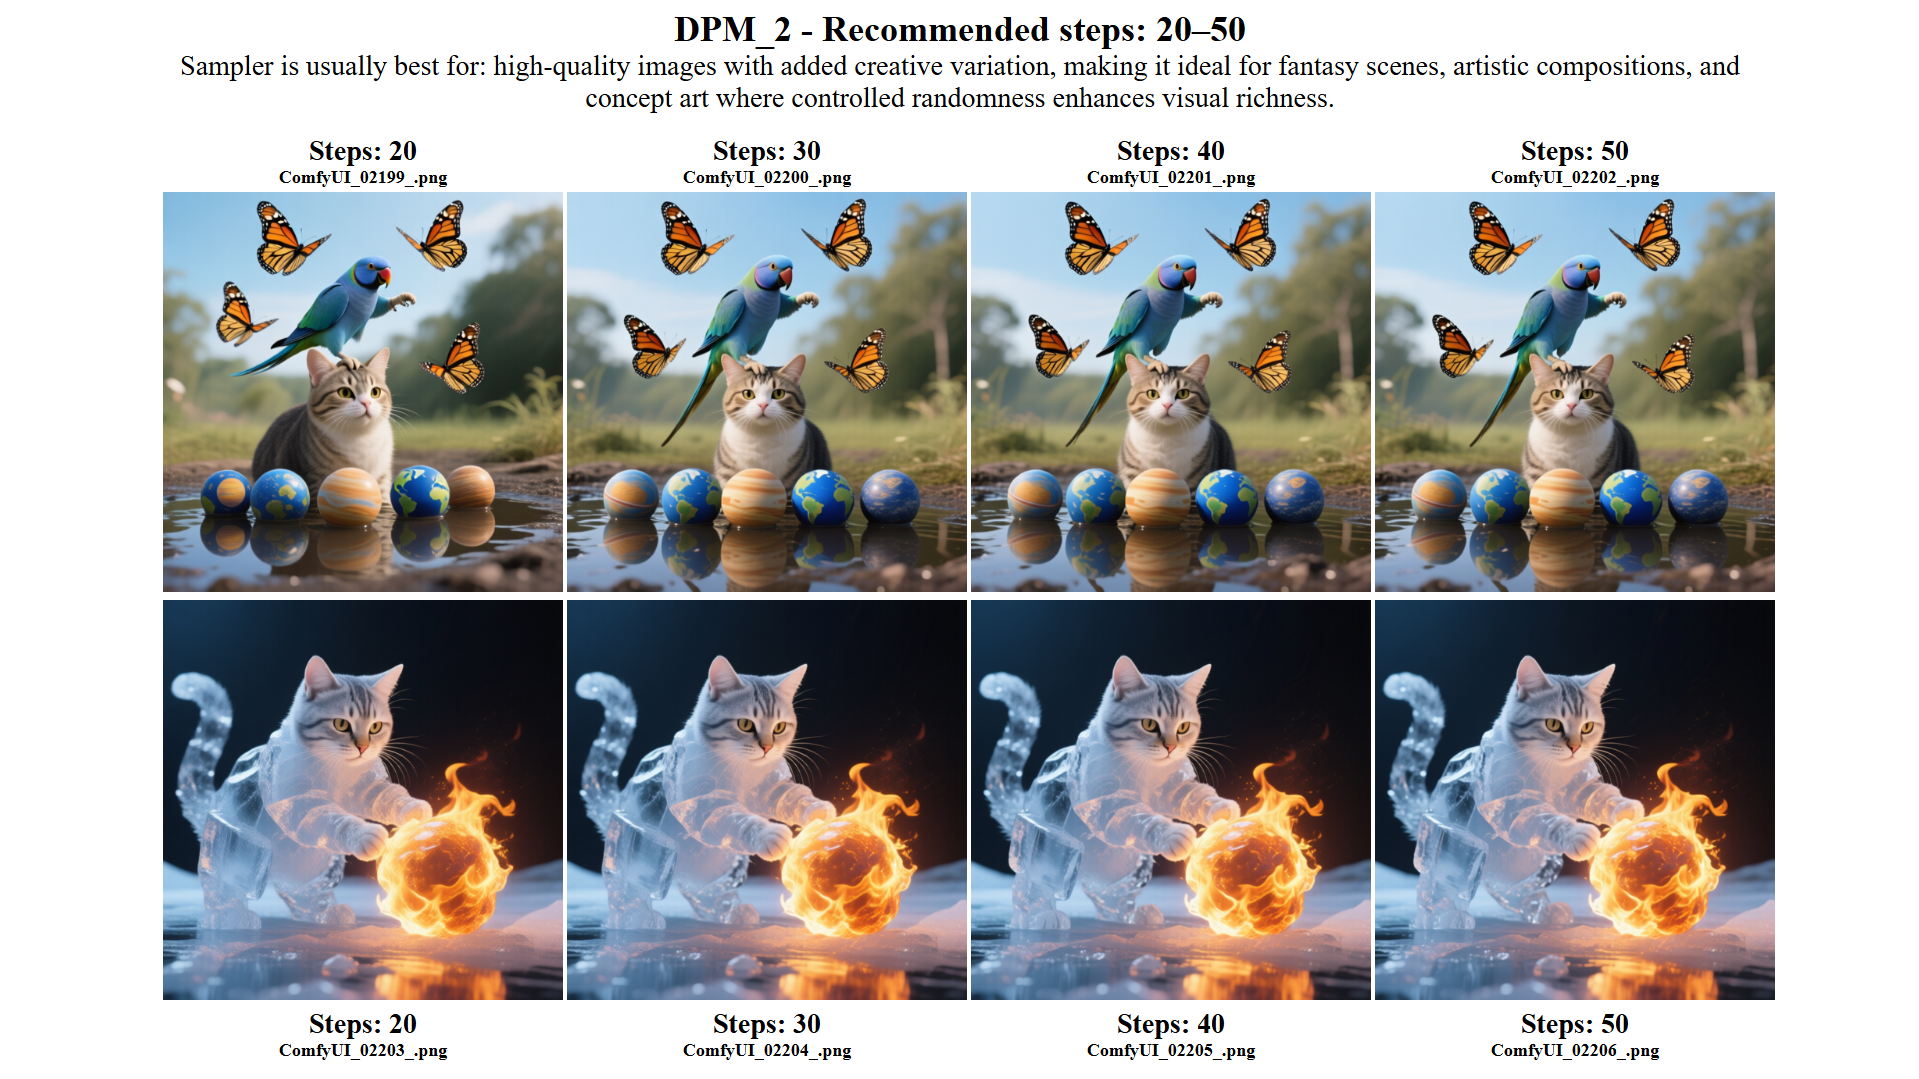 DPM_2 - Recommended steps: 20–50
Sampler is usually best for: high-quality images with added creative variation, making it ideal for fantasy scenes, artistic compositions, and
concept art where controlled randomness enhances visual richness.
Steps: 20
ComfyUI_02199_.png
Steps: 30
ComfyUI_02200_.png
Steps: 40
ComfyUI_02201_.png
Steps: 50
ComfyUI_02202_.png
Steps: 20
ComfyUI_02203_.png
Steps: 30
ComfyUI_02204_.png
Steps: 40
ComfyUI_02205_.png
Steps: 50
ComfyUI_02206_.png